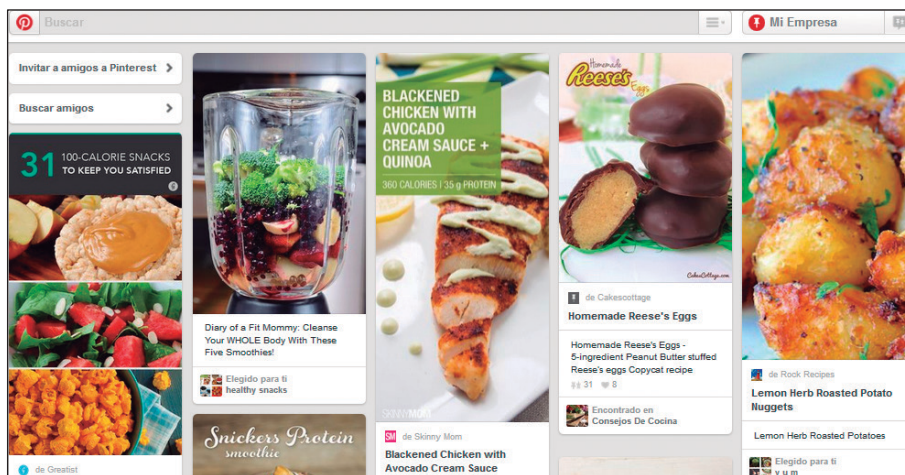 Buscar
Mi Empresa
Invitar a amigos a Pinterest
Buscar amigos
31 100-CALORIE SNACKS
TO KEEP YOU SATISFIED
de Greatist
Diary of a Fit Mommy: Cleanse
Your WHOLE Body With These
Five Smoothies!
Elegido para ti
healthy snacks
Snickers Protein
smoothie
BLACKENED
CHICKEN WITH
AVOCADO
CREAM SAUCE +
QUINOA
360 CALORIES | 35 g PROTEIN
SKINNYMOM
SM de Skinny Mom
Blackened Chicken with
Avocado Cream Sauce
Homemade
Reese's
Eggs
CakesCottage.com
de Cakescottage
Homemade Reese's Eggs
Homemade Reese's Eggs -
5-ingredient Peanut Butter stuffed
Reese's eggs Copycat recipe
31 8
Encontrado en
Consejos De Cocina
de Rock Recipes
Lemon Herb Roasted Potato
Nuggets
Lemon Herb Roasted Potatoes
Elegido para ti
y u m